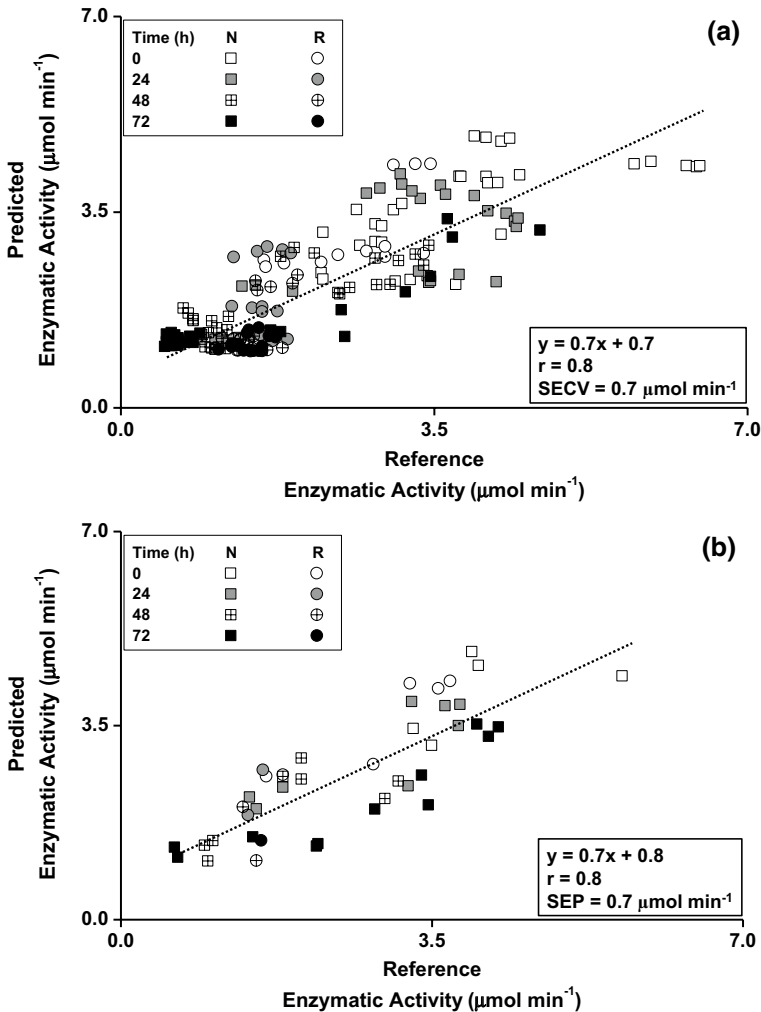 (a)
7.0
3.5
0.0
Predicted
Enzymatic Activity (µmol min⁻¹)
Time (h) N R
0
24
48
72
y = 0.7x + 0.7
r = 0.8
SECV = 0.7 µmol min⁻¹
0.0 3.5 7.0
Reference
Enzymatic Activity (µmol min⁻¹)
(b)
7.0
3.5
0.0
Predicted
Enzymatic Activity (µmol min⁻¹)
Time (h) N R
0
24
48
72
y = 0.7x + 0.8
r = 0.8
SEP = 0.7 µmol min⁻¹
0.0 3.5 7.0
Reference
Enzymatic Activity (µmol min⁻¹)